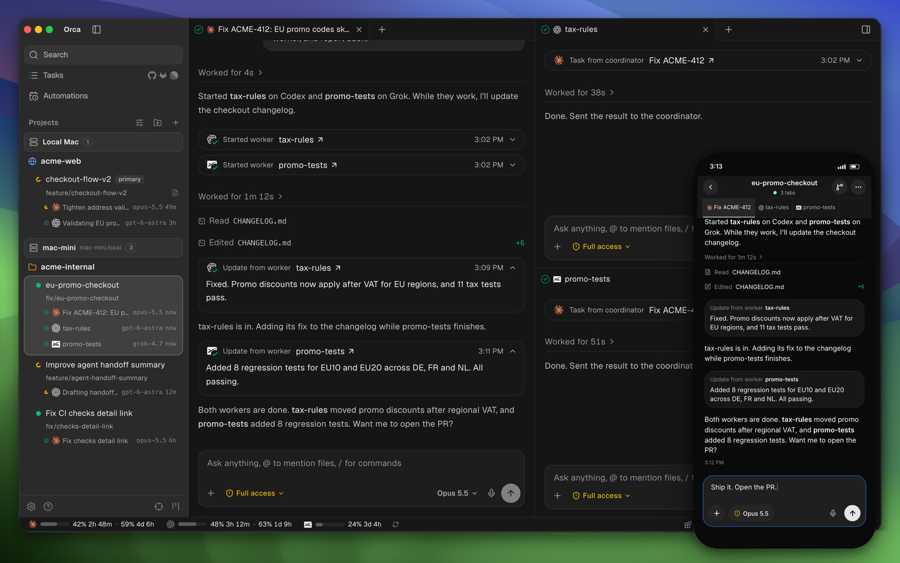 Orca
Search
Tasks
Automations
Projects
Local Mac 1
acme-web
checkout-flow-v2 primary
feature/checkout-flow-v2
Tighten address vali... opus-5.5 49m
Validating EU pro... gpt-6-astra 3h
mac-mini mac-mini.local 3
acme-internal
eu-promo-checkout
fix/eu-promo-checkout
Fix ACME-412: EU p... opus-5.5 now
tax-rules gpt-6-astra now
promo-tests grok-4.7 now
Improve agent handoff summary
feature/agent-handoff-summary
Drafting handoff... gpt-6-astra 12m
Fix CI checks detail link
fix/checks-detail-link
Fix checks detail link opus-5.5 6h
42% 2h 48m · 59% 4d 6h
48% 3h 12m · 63% 1d 9h
24% 3d 4h
Fix ACME-412: EU promo codes sk...
Worked for 4s
Started tax-rules on Codex and promo-tests on Grok. While they work, I'll update
the checkout changelog.
Started worker tax-rules 3:02 PM
Started worker promo-tests 3:02 PM
Worked for 1m 12s
Read CHANGELOG.md
Edited CHANGELOG.md +6
Update from worker tax-rules 3:09 PM
Fixed. Promo discounts now apply after VAT for EU regions, and 11 tax tests
pass.
tax-rules is in. Adding its fix to the changelog while promo-tests finishes.
Update from worker promo-tests 3:11 PM
Added 8 regression tests for EU10 and EU20 across DE, FR and NL. All
passing.
Both workers are done. tax-rules moved promo discounts after regional VAT, and
promo-tests added 8 regression tests. Want me to open the PR?
Ask anything, @ to mention files, / for commands
Full access
Opus 5.5
tax-rules
Task from coordinator Fix ACME-412 3:02 PM
Worked for 38s
Done. Sent the result to the coordinator.
Ask anything, @ to mention files, /
Full access
promo-tests
Task from coordinator Fix ACME-4
Worked for 51s
Done. Sent the result to the coordinat
Ask anything, @ to mention files, /
Full access
3:13
eu-promo-checkout
3 tabs
Fix ACME-412 tax-rules promo-tests
Started tax-rules on Codex and promo-tests on
Grok. While they work, I'll update the checkout
changelog.
Worked for 1m 12s
Read CHANGELOG.md
Edited CHANGELOG.md +6
Update from worker tax-rules
Fixed. Promo discounts now apply after VAT for
EU regions, and 11 tax tests pass.
tax-rules is in. Adding its fix to the changelog
while promo-tests finishes.
Update from worker promo-tests
Added 8 regression tests for EU10 and EU20
across DE, FR and NL. All passing.
Both workers are done. tax-rules moved promo
discounts after regional VAT, and promo-tests
added 8 regression tests. Want me to open the
PR?
3:12 PM
Ship it. Open the PR.
Opus 5.5